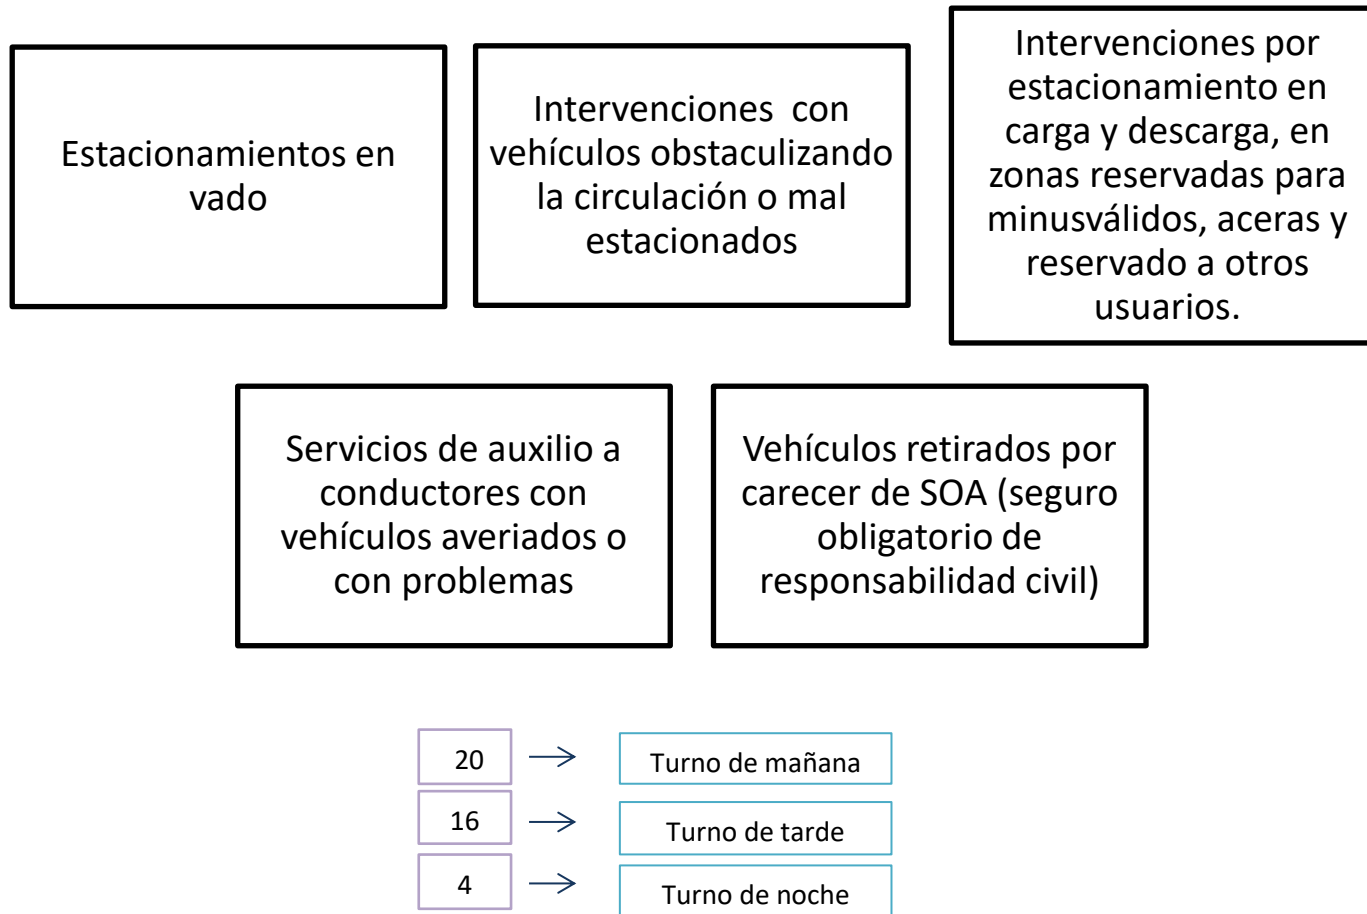 Estacionamientos en
vado
Intervenciones con
vehículos obstaculizando
la circulación o mal
estacionados
Intervenciones por
estacionamiento en
carga y descarga, en
zonas reservadas para
minusválidos, aceras y
reservado a otros
usuarios.
Servicios de auxilio a
conductores con
vehículos averiados o
con problemas
Vehículos retirados por
carecer de SOA (seguro
obligatorio de
responsabilidad civil)
20 → Turno de mañana
16 → Turno de tarde
4 → Turno de noche